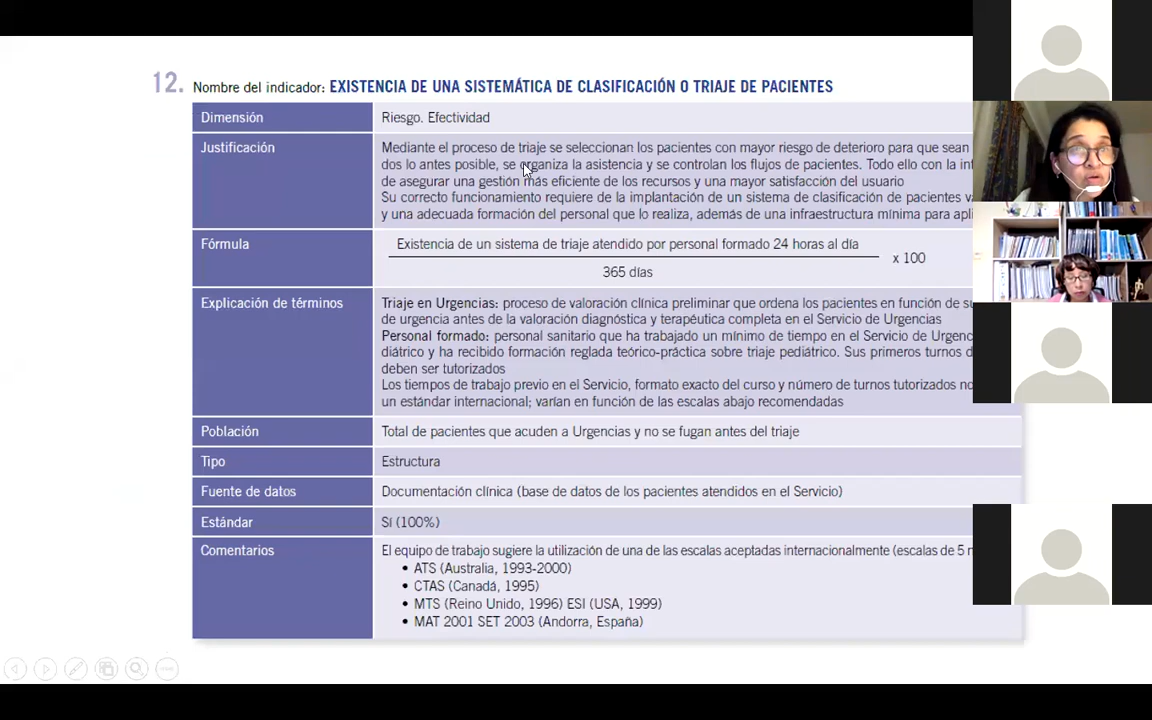 12. Nombre del indicador: EXISTENCIA DE UNA SISTEMÁTICA DE CLASIFICACIÓN O TRIAJE DE PACIENTES
Dimensión
Riesgo. Efectividad
Justificación
Mediante el proceso de triaje se seleccionan los pacientes con mayor riesgo de deterioro para que sean
dos lo antes posible, se organiza la asistencia y se controlan los flujos de pacientes. Todo ello con la
de asegurar una gestión más eficiente de los recursos y una mayor satisfacción del usuario
Su correcto funcionamiento requiere de la implantación de un sistema de clasificación de pacientes
y una adecuada formación del personal que lo realiza, además de una infraestructura mínima para
Fórmula
Existencia de un sistema de triaje atendido por personal formado 24 horas al día
x 100
365 días
Explicación de términos
Triaje en Urgencias: proceso de valoración clínica preliminar que ordena los pacientes en función de
de urgencia antes de la valoración diagnóstica y terapéutica completa en el Servicio de Urgencias
Personal formado: personal sanitario que ha trabajado un mínimo de tiempo en el Servicio de
diátrico y ha recibido formación reglada teórico-práctica sobre triaje pediátrico. Sus primeros turnos
deben ser tutorizados
Los tiempos de trabajo previo en el Servicio, formato exacto del curso y número de turnos tutorizados
un estándar internacional; varían en función de las escalas abajo recomendadas
Población
Total de pacientes que acuden a Urgencias y no se fugan antes del triaje
Tipo
Estructura
Fuente de datos
Documentación clínica (base de datos de los pacientes atendidos en el Servicio)
Estándar
Sí (100%)
Comentarios
El equipo de trabajo sugiere la utilización de una de las escalas aceptadas internacionalmente (escalas de 5
• ATS (Australia, 1993-2000)
• CTAS (Canadá, 1995)
• MTS (Reino Unido, 1996) ESI (USA, 1999)
• MAT 2001 SET 2003 (Andorra, España)